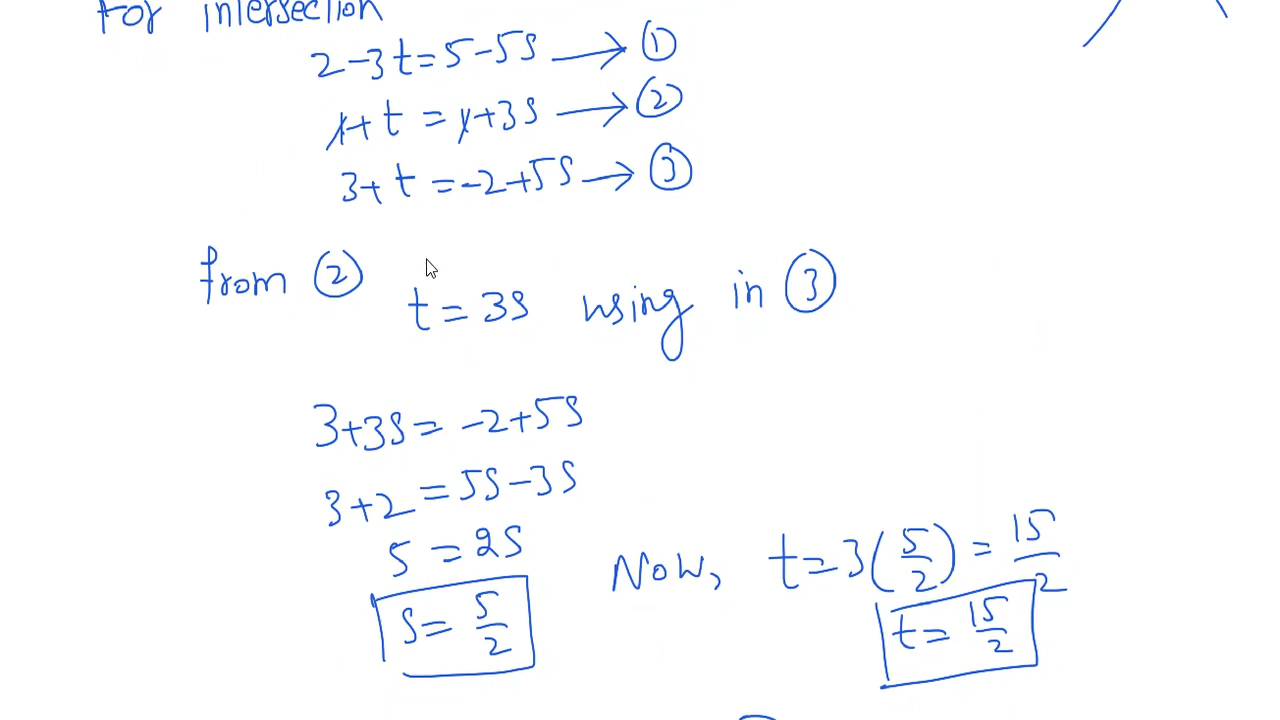 For intersection
2-3t=5-5s → ①
1+t = 1+3s → ②
3+t=-2+5s → ③
from ②
t=3s using in ③
3+3s=-2+5s
3+2=5s-3s
5=2s
Now, t=3(5/2)=15/2
s=5/2
t=15/2